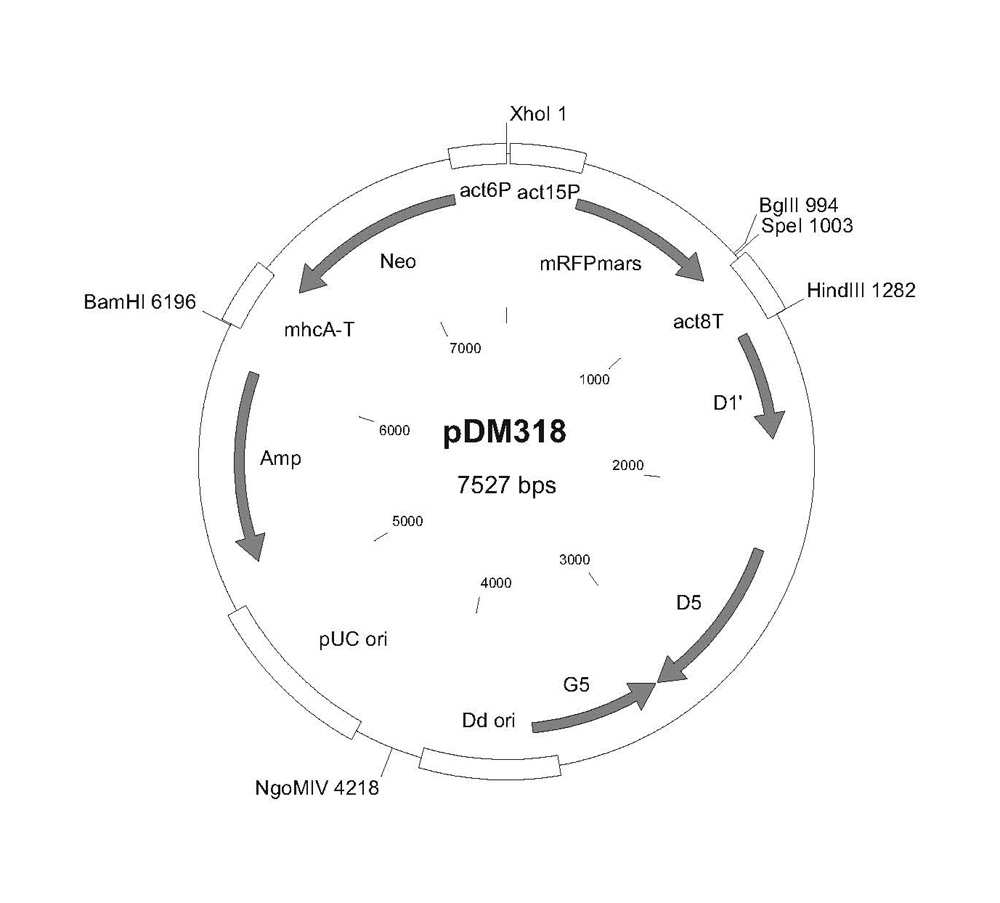 XhoI 1
act6P
act15P
BglII 994
SpeI 1003
Neo
mRFPmars
HindIII 1282
BamHI 6196
mhcA-T
act8T
7000
1000
D1'
6000
pDM318
Amp
2000
7527 bps
5000
3000
4000
D5
pUC ori
G5
Dd ori
NgoMIV 4218